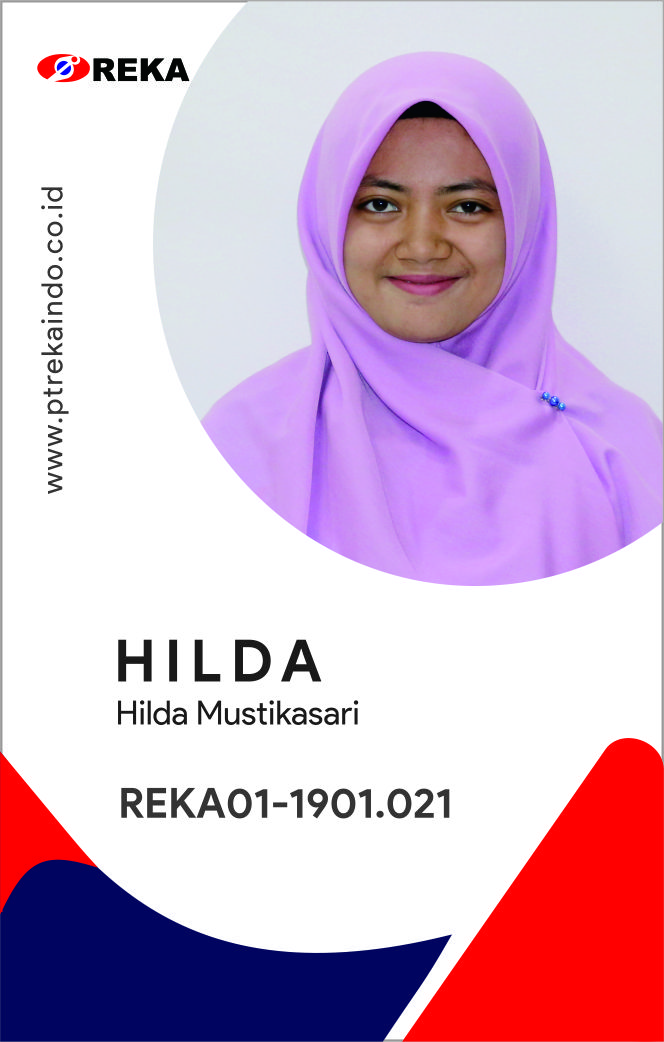 REKA
www.ptrekaindo.co.id
HILDA
Hilda Mustikasari
REKA01-1901.021